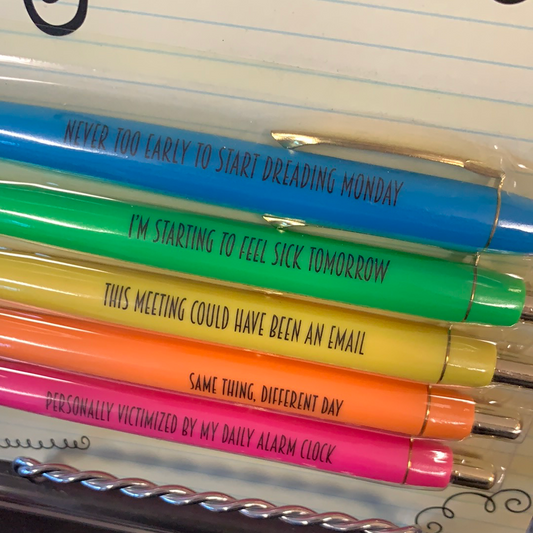 NEVER TOO EARLY TO START DREADING MONDAY
I'M STARTING TO FEEL SICK TOMORROW
THIS MEETING COULD HAVE BEEN AN EMAIL
SAME THING, DIFFERENT DAY
PERSONALLY VICTIMIZED BY MY DAILY ALARM CLOCK